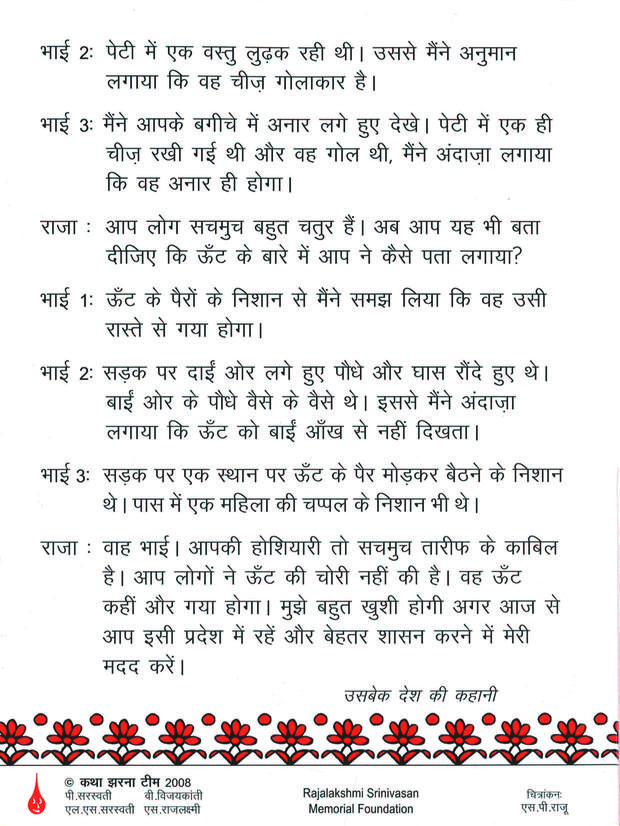 भाई 2: पेटी में एक वस्तु लुढ़क रही थी। उससे मैंने अनुमान
लगाया कि वह चीज़ गोलाकार है।
भाई 3: मैंने आपके बगीचे में अनार लगे हुए देखे। पेटी में एक ही
चीज़ रखी गई थी और वह गोल थी, मैंने अंदाज़ा लगाया
कि वह अनार ही होगा।
राजा : आप लोग सचमुच बहुत चतुर हैं। अब आप यह भी बता
दीजिए कि ऊँट के बारे में आप ने कैसे पता लगाया?
भाई 1: ऊँट के पैरों के निशान से मैंने समझ लिया कि वह उसी
रास्ते से गया होगा।
भाई 2: सड़क पर दाईं ओर लगे हुए पौधे और घास रौंदे हुए थे।
बाईं ओर के पौधे वैसे के वैसे थे। इससे मैंने अंदाज़ा
लगाया कि ऊँट को बाईं आँख से नहीं दिखता।
भाई 3: सड़क पर एक स्थान पर ऊँट के पैर मोड़कर बैठने के निशान
थे। पास में एक महिला की चप्पल के निशान भी थे।
राजा : वाह भाई। आपकी होशियारी तो सचमुच तारीफ के काबिल
है। आप लोगों ने ऊँट की चोरी नहीं की है। वह ऊँट
कहीं और गया होगा। मुझे बहुत खुशी होगी अगर आज से
आप इसी प्रदेश में रहें और बेहतर शासन करने में मेरी
मदद करें।
उसबेक देश की कहानी
© कथा झरना टीम 2008
पी.सरस्वती बी.विजयकांती
एल.एस.सरस्वती एस.राजलक्ष्मी
Rajalakshmi Srinivasan
Memorial Foundation
चित्रांकनः
एस.पी.राजू